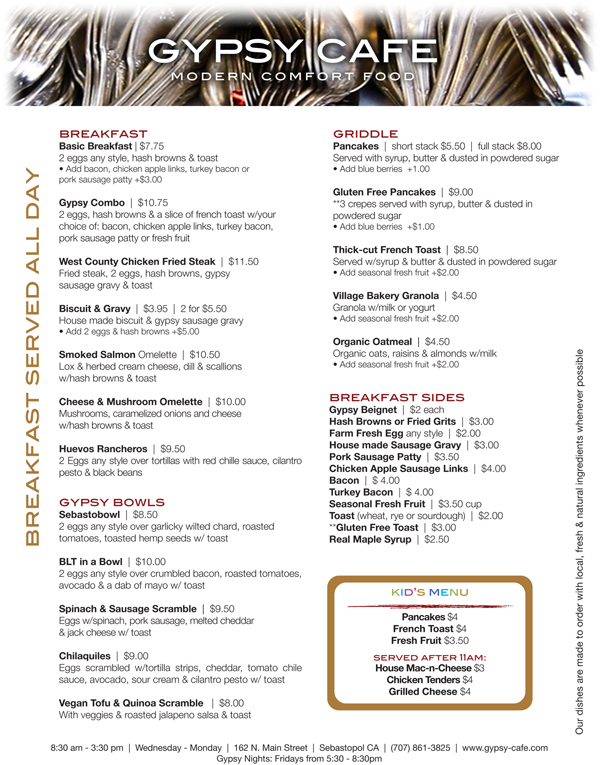 GYPSY CAFE
MODERN COMFORT FOOD
BREAKFAST SERVED ALL DAY
BREAKFAST
Basic Breakfast | $7.75
2 eggs any style, hash browns & toast
• Add bacon, chicken apple links, turkey bacon or
pork sausage patty +$3.00
Gypsy Combo | $10.75
2 eggs, hash browns & a slice of french toast w/your
choice of: bacon, chicken apple links, turkey bacon,
pork sausage patty or fresh fruit
West County Chicken Fried Steak | $11.50
Fried steak, 2 eggs, hash browns, gypsy
sausage gravy & toast
Biscuit & Gravy | $3.95 | 2 for $5.50
House made biscuit & gypsy sausage gravy
• Add 2 eggs & hash browns +$5.00
Smoked Salmon Omelette | $10.50
Lox & herbed cream cheese, dill & scallions
w/hash browns & toast
Cheese & Mushroom Omelette | $10.00
Mushrooms, caramelized onions and cheese
w/hash browns & toast
Huevos Rancheros | $9.50
2 Eggs any style over tortillas with red chille sauce, cilantro
pesto & black beans
GYPSY BOWLS
Sebastobowl | $8.50
2 eggs any style over garlicky wilted chard, roasted
tomatoes, toasted hemp seeds w/ toast
BLT in a Bowl | $10.00
2 eggs any style over crumbled bacon, roasted tomatoes,
avocado & a dab of mayo w/ toast
Spinach & Sausage Scramble | $9.50
Eggs w/spinach, pork sausage, melted cheddar
& jack cheese w/ toast
Chilaquiles | $9.00
Eggs scrambled w/tortilla strips, cheddar, tomato chile
sauce, avocado, sour cream & cilantro pesto w/ toast
Vegan Tofu & Quinoa Scramble | $8.00
With veggies & roasted jalapeno salsa & toast
GRIDDLE
Pancakes | short stack $5.50 | full stack $8.00
Served with syrup, butter & dusted in powdered sugar
• Add blue berries +1.00
Gluten Free Pancakes | $9.00
**3 crepes served with syrup, butter & dusted in
powdered sugar
• Add blue berries +$1.00
Thick-cut French Toast | $8.50
Served w/syrup & butter & dusted in powdered sugar
• Add seasonal fresh fruit +$2.00
Village Bakery Granola | $4.50
Granola w/milk or yogurt
• Add seasonal fresh fruit +$2.00
Organic Oatmeal | $4.50
Organic oats, raisins & almonds w/milk
• Add seasonal fresh fruit +$2.00
BREAKFAST SIDES
Gypsy Beignet | $2 each
Hash Browns or Fried Grits | $3.00
Farm Fresh Egg any style | $2.00
House made Sausage Gravy | $3.00
Pork Sausage Patty | $3.50
Chicken Apple Sausage Links | $4.00
Bacon | $ 4.00
Turkey Bacon | $ 4.00
Seasonal Fresh Fruit | $3.50 cup
Toast (wheat, rye or sourdough) | $2.00
**Gluten Free Toast | $3.00
Real Maple Syrup | $2.50
KID'S MENU
Pancakes $4
French Toast $4
Fresh Fruit $3.50
SERVED AFTER 11AM:
House Mac-n-Cheese $3
Chicken Tenders $4
Grilled Cheese $4
Our dishes are made to order with local, fresh & natural ingredients whenever possible
8:30 am - 3:30 pm | Wednesday - Monday | 162 N. Main Street | Sebastopol CA | (707) 861-3825 | www.gypsy-cafe.com
Gypsy Nights: Fridays from 5:30 - 8:30pm